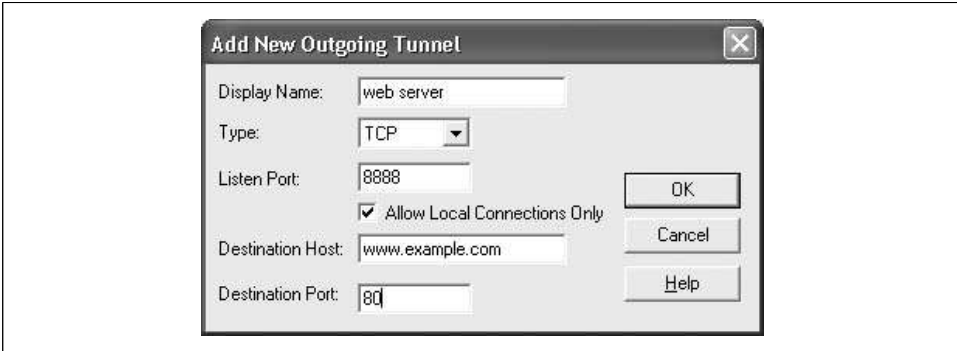 Add New Outgoing Tunnel
Display Name: web server
Type: TCP
Listen Port: 8888
Allow Local Connections Only
OK
Destination Host: www.example.com
Cancel
Destination Port: 80
Help